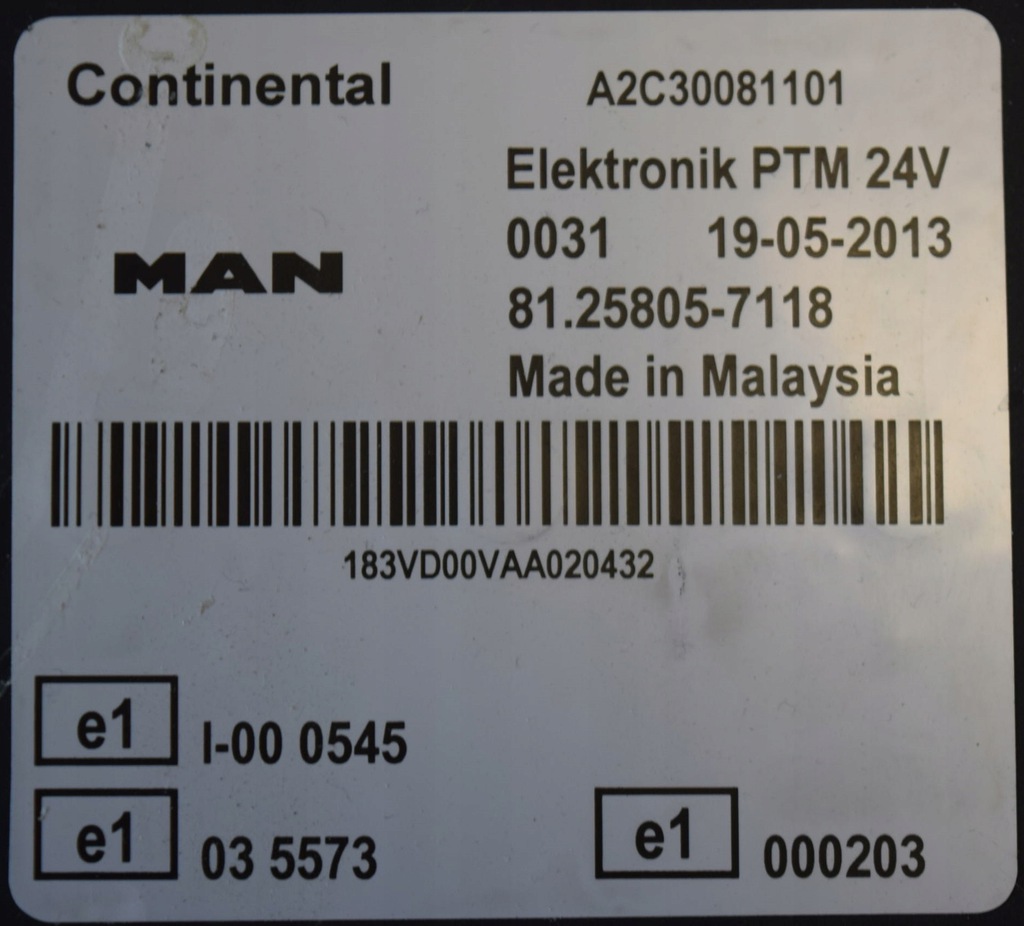 Continental A2C30081101
Elektronik PTM 24V
0031 19-05-2013
MAN
81.25805-7118
Made in Malaysia
183VD00VAA020432
e1 I-00 0545
e1 03 5573
e1 000203